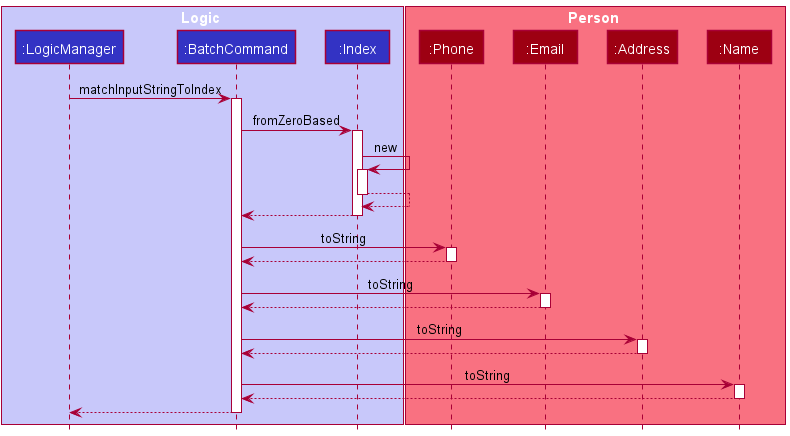 Logic
Person
:LogicManager
:BatchCommand
:Index
:Phone
:Email
:Address
:Name
matchInputStringToIndex
fromZeroBased
new
toString
toString
toString
toString